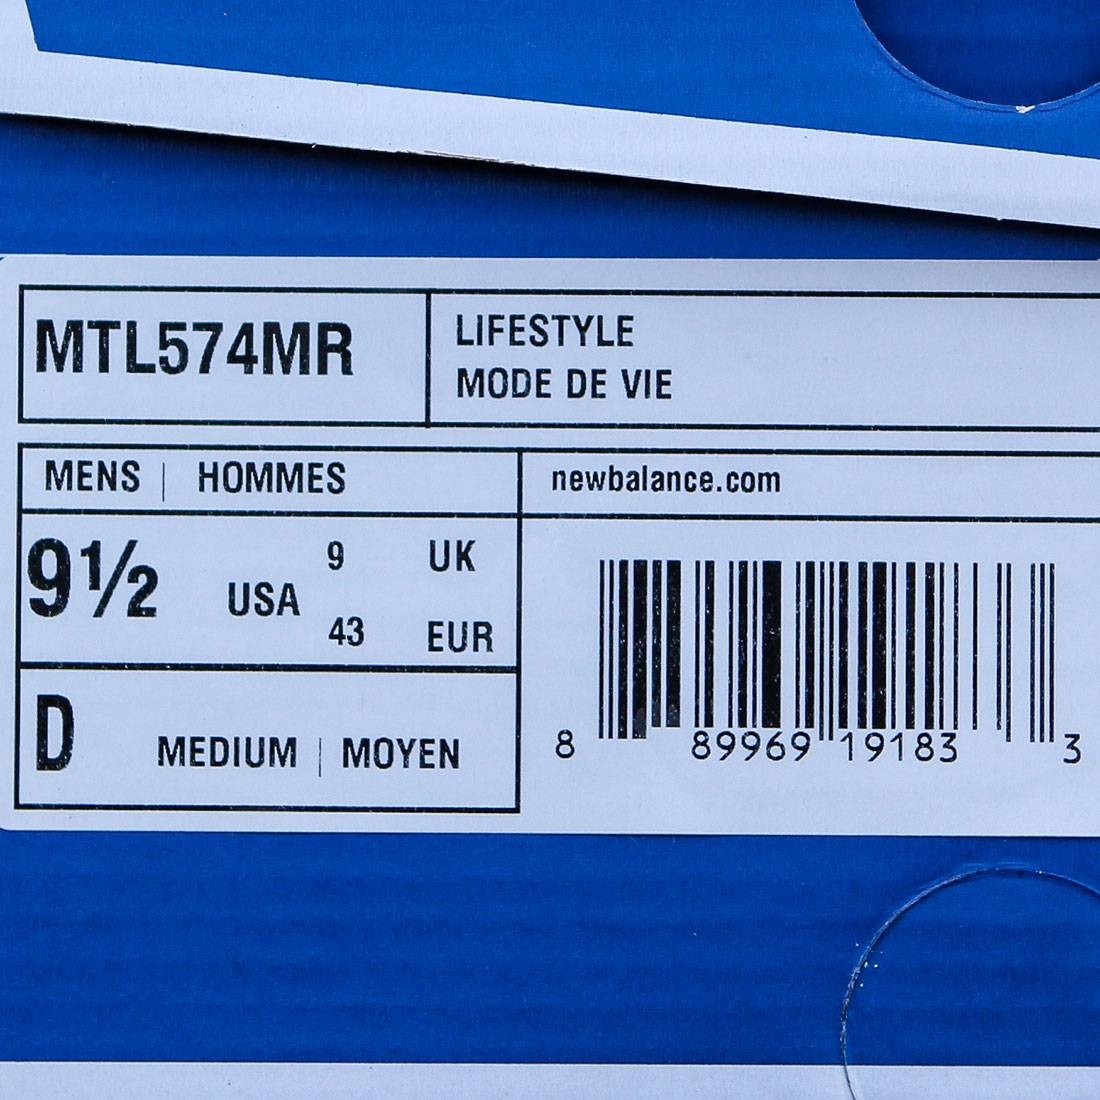 MTL574MR
LIFESTYLE
MODE DE VIE
MENS | HOMMES
newbalance.com
9½ USA
9 UK
43 EUR
D MEDIUM | MOYEN
8 89969 19183 3